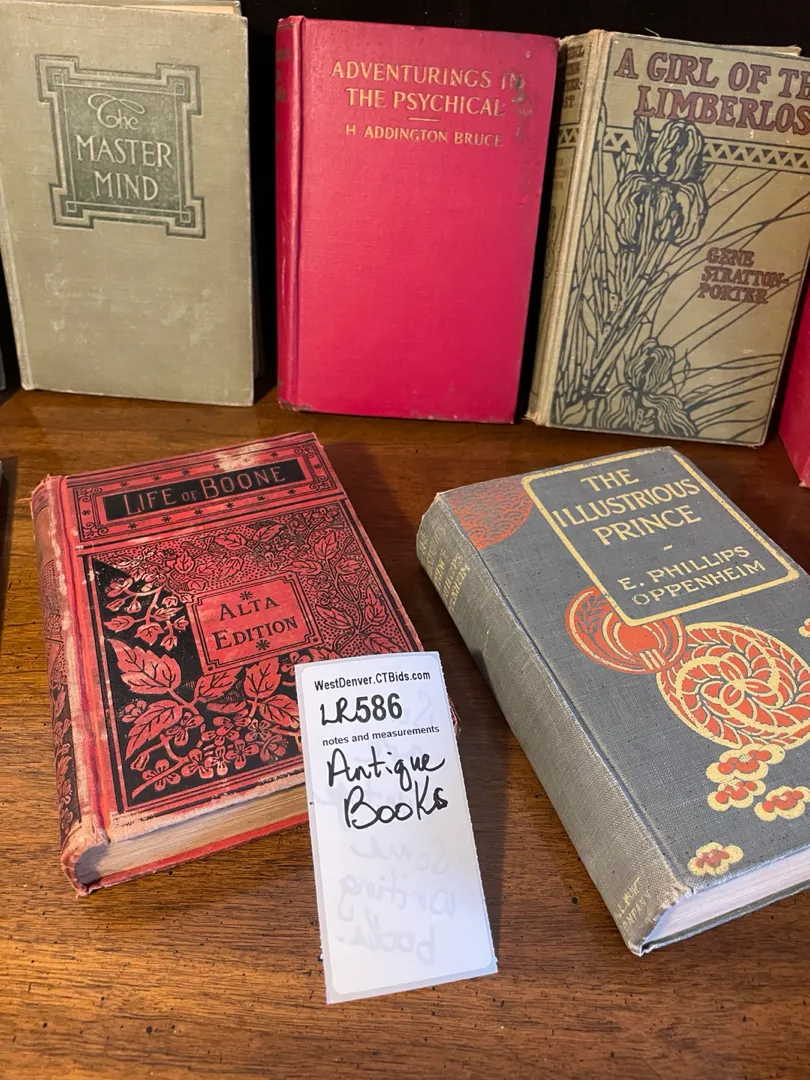 The
MASTER
MIND
ADVENTURINGS IN
THE PSYCHICAL
H ADDINGTON BRUCE
A GIRL OF TE
LIMBERLOS
GENE
STRATTON-
PORTER
LIFE OF BOONE
ALTA
EDITION
THE
ILLUSTRIOUS
PRINCE
E. PHILLIPS
OPPENHEIM
WestDenver.CTBids.com
LR586
notes and measurements
Antique
Books